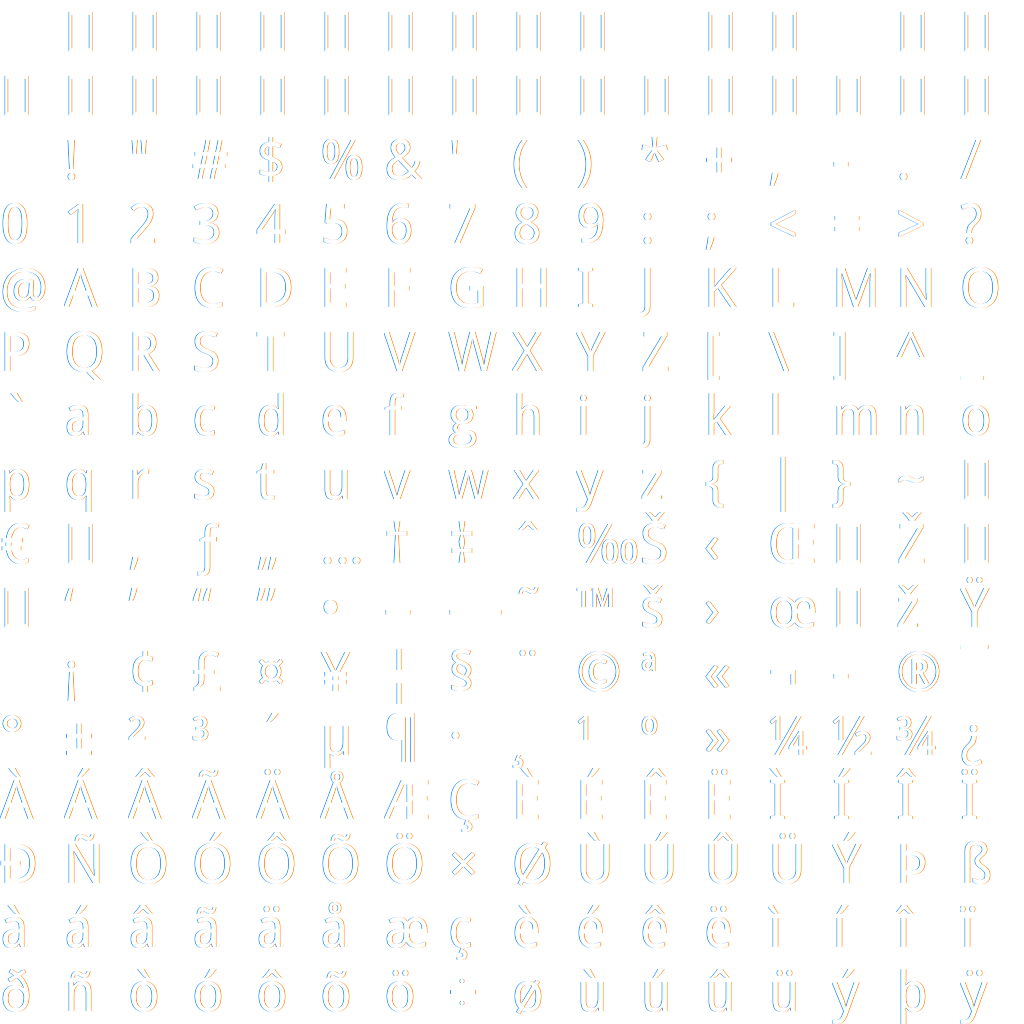 ! " # $ % & ' ( ) * + , - . /
0 1 2 3 4 5 6 7 8 9 : ; < = > ?
@ A B C D E F G H I J K L M N O
P Q R S T U V W X Y Z [ \ ] ^ _
` a b c d e f g h i j k l m n o
p q r s t u v w x y z { | } ~
€ ‚ ƒ „ … † ‡ ˆ ‰ Š ‹ Œ Ž
‘ ’ “ ” • – — ˜ ™ š › œ ž Ÿ
¡ ¢ £ ¤ ¥ ¦ § ¨ © ª « ¬ - ® ¯
° ± ² ³ ´ µ ¶ · ¸ ¹ º » ¼ ½ ¾ ¿
À Á Â Ã Ä Å Æ Ç È É Ê Ë Ì Í Î Ï
Ð Ñ Ò Ó Ô Õ Ö × Ø Ù Ú Û Ü Ý Þ ß
à á â ã ä å æ ç è é ê ë ì í î ï
ð ñ ò ó ô õ ö ÷ ø ù ú û ü ý þ ÿ